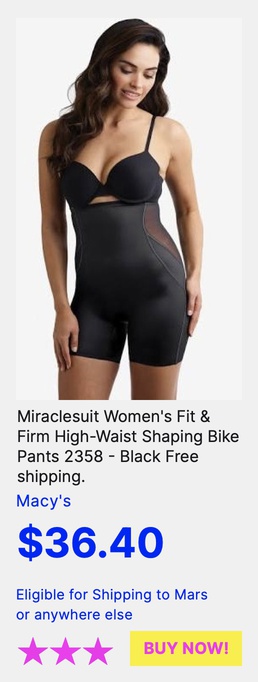 Miraclesuit Women's Fit &
Firm High-Waist Shaping Bike
Pants 2358 - Black Free
shipping.
Macy's
$36.40
Eligible for Shipping to Mars
or anywhere else
BUY NOW!